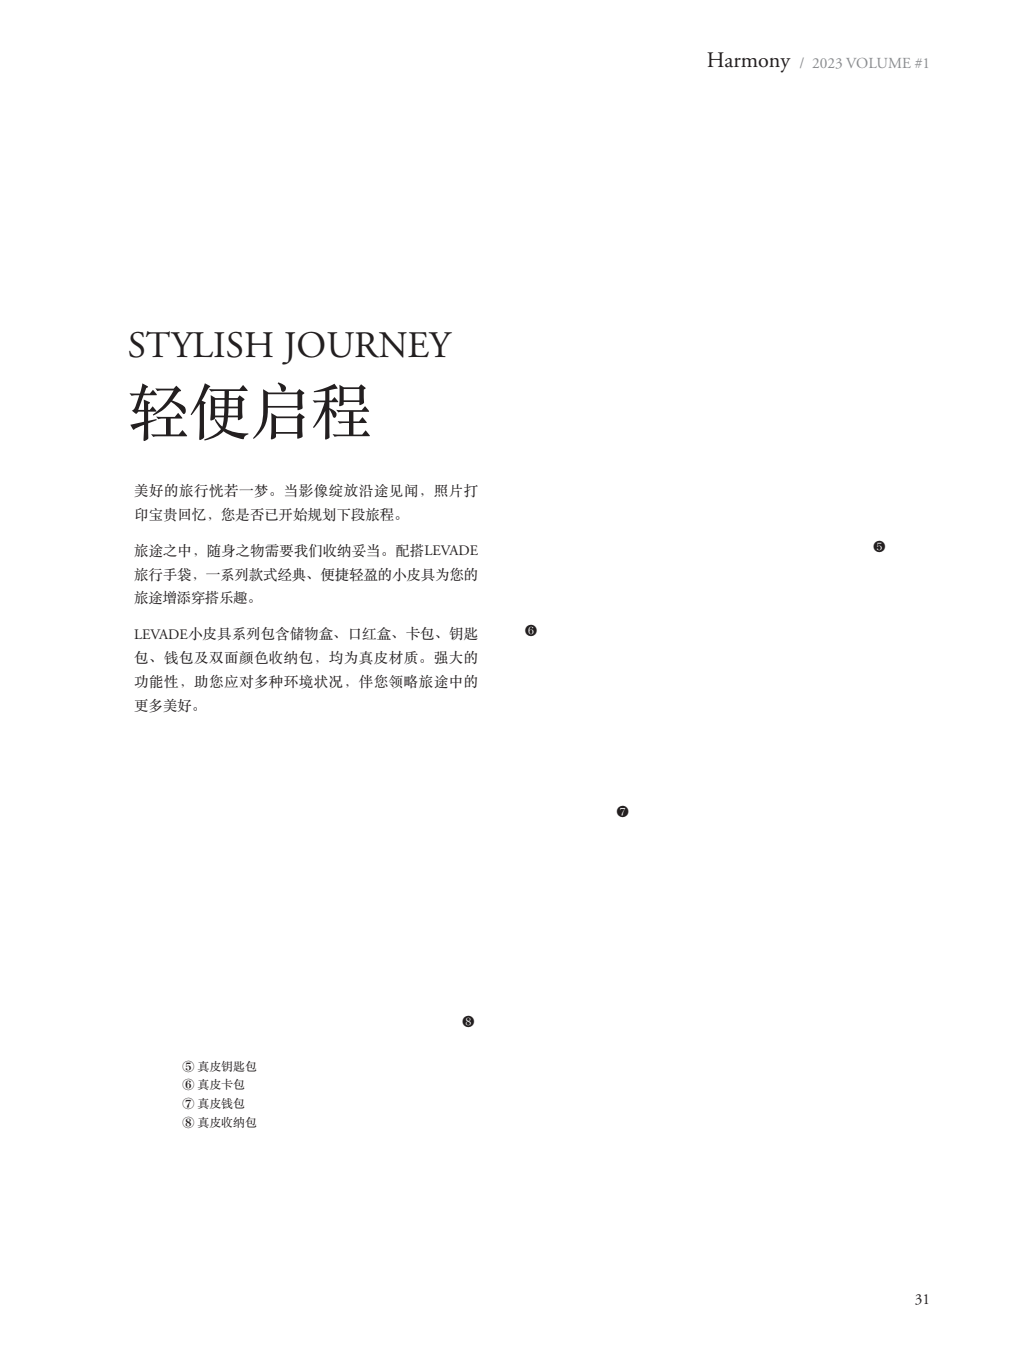 Harmony / 2023 VOLUME #1
STYLISH JOURNEY
轻便启程
美好的旅行恍若一梦。当影像绽放沿途见闻，照片打
印宝贵回忆，您是否已开始规划下段旅程。
旅途之中，随身之物需要我们收纳妥当。配搭LEVADE
旅行手袋，一系列款式经典、便捷轻盈的小皮具为您的
旅途增添穿搭乐趣。
LEVADE小皮具系列包含储物盒、口红盒、卡包、钥匙
包、钱包及双面颜色收纳包，均为真皮材质。强大的
功能性，助您应对多种环境状况，伴您领略旅途中的
更多美好。
❺
❻
❼
❽
⑤ 真皮钥匙包
⑥ 真皮卡包
⑦ 真皮钱包
⑧ 真皮收纳包
31